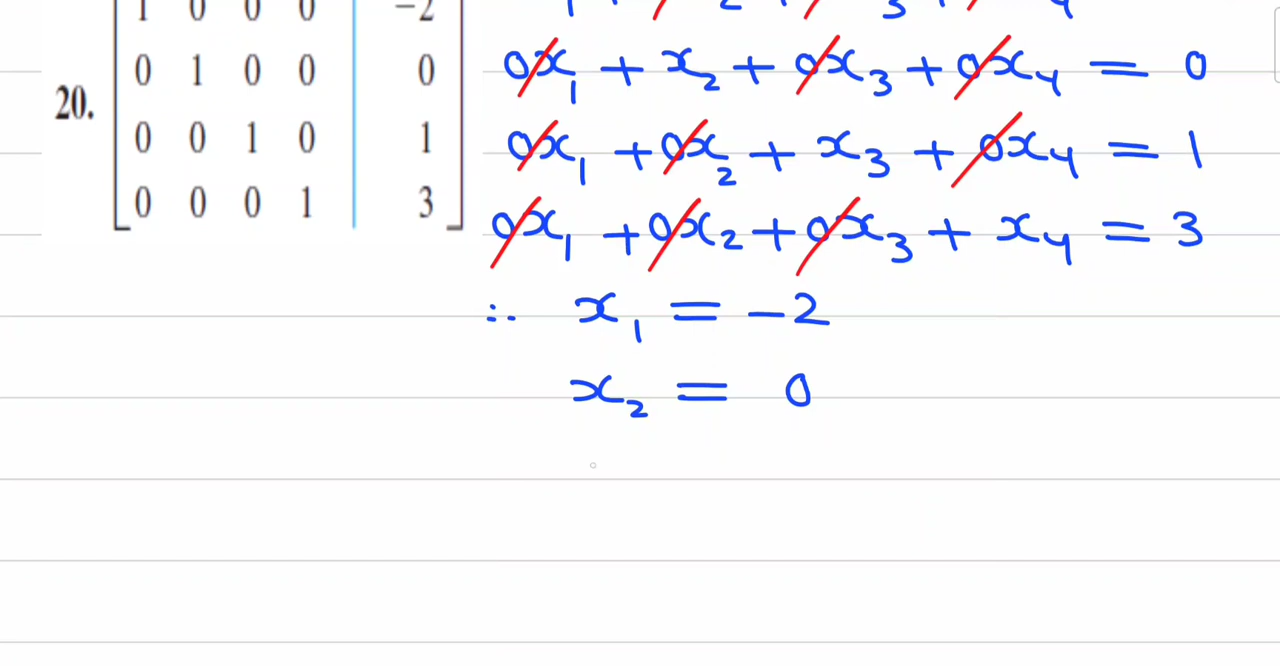 1 0 0 0 -2
0 1 0 0 0
20.
0 0 1 0 1
0 0 0 1 3
0x₁ + x₂ + 0x₃ + 0x₄ = 0
0x₁ + 0x₂ + x₃ + 0x₄ = 1
0x₁ + 0x₂ + 0x₃ + x₄ = 3
∴ x₁ = -2
x₂ = 0